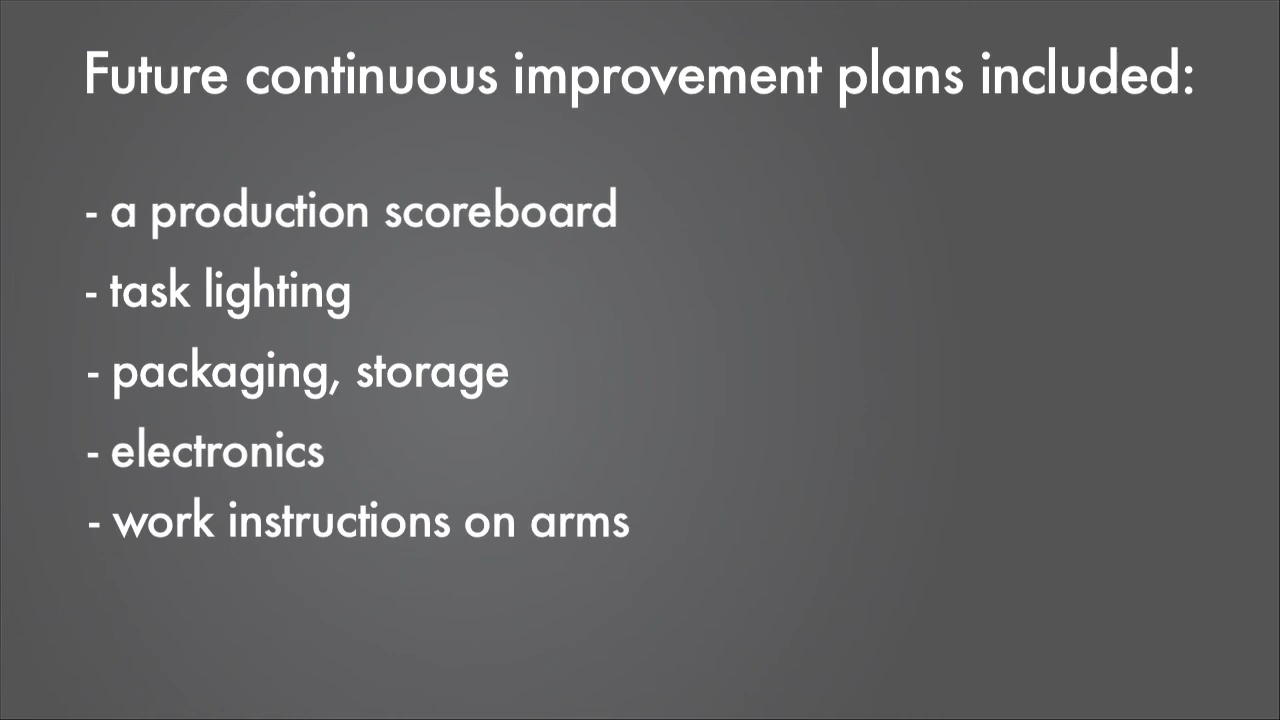 Future continuous improvement plans included:
- a production scoreboard
- task lighting
- packaging, storage
- electronics
- work instructions on arms